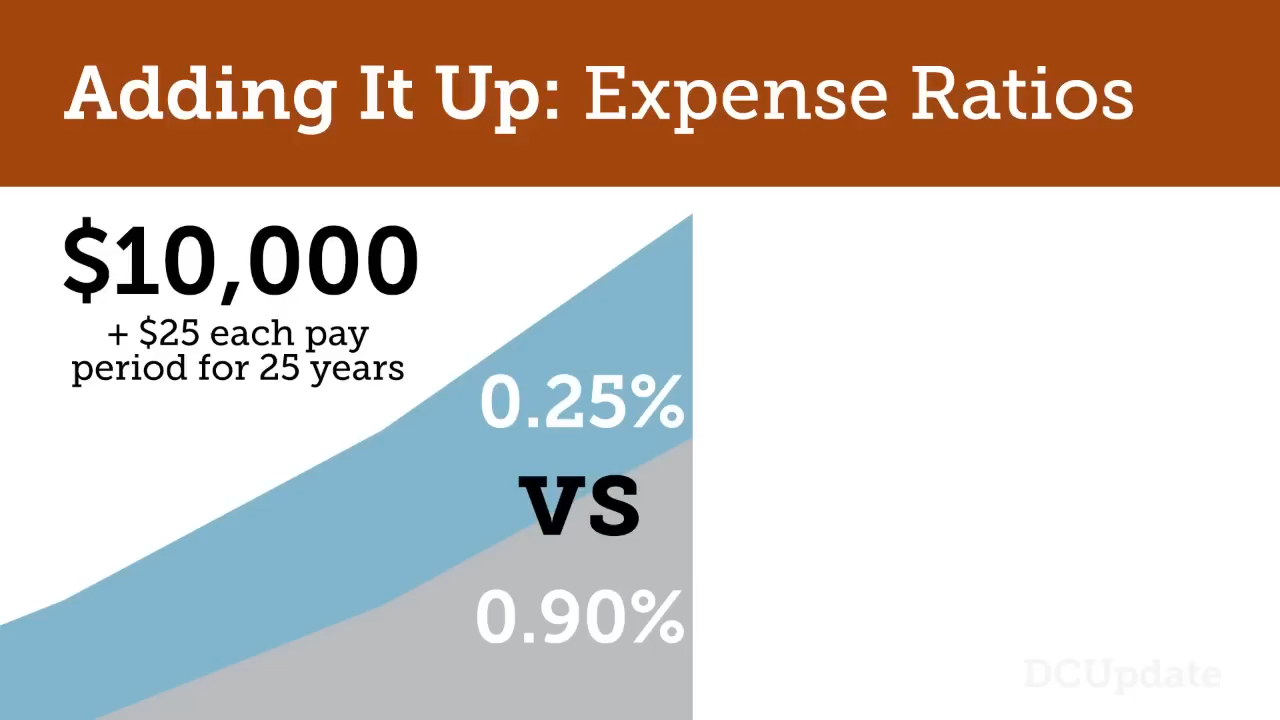 Adding It Up: Expense Ratios
$10,000
+ $25 each pay
period for 25 years
0.25%
vs
0.90%
DCUpdate